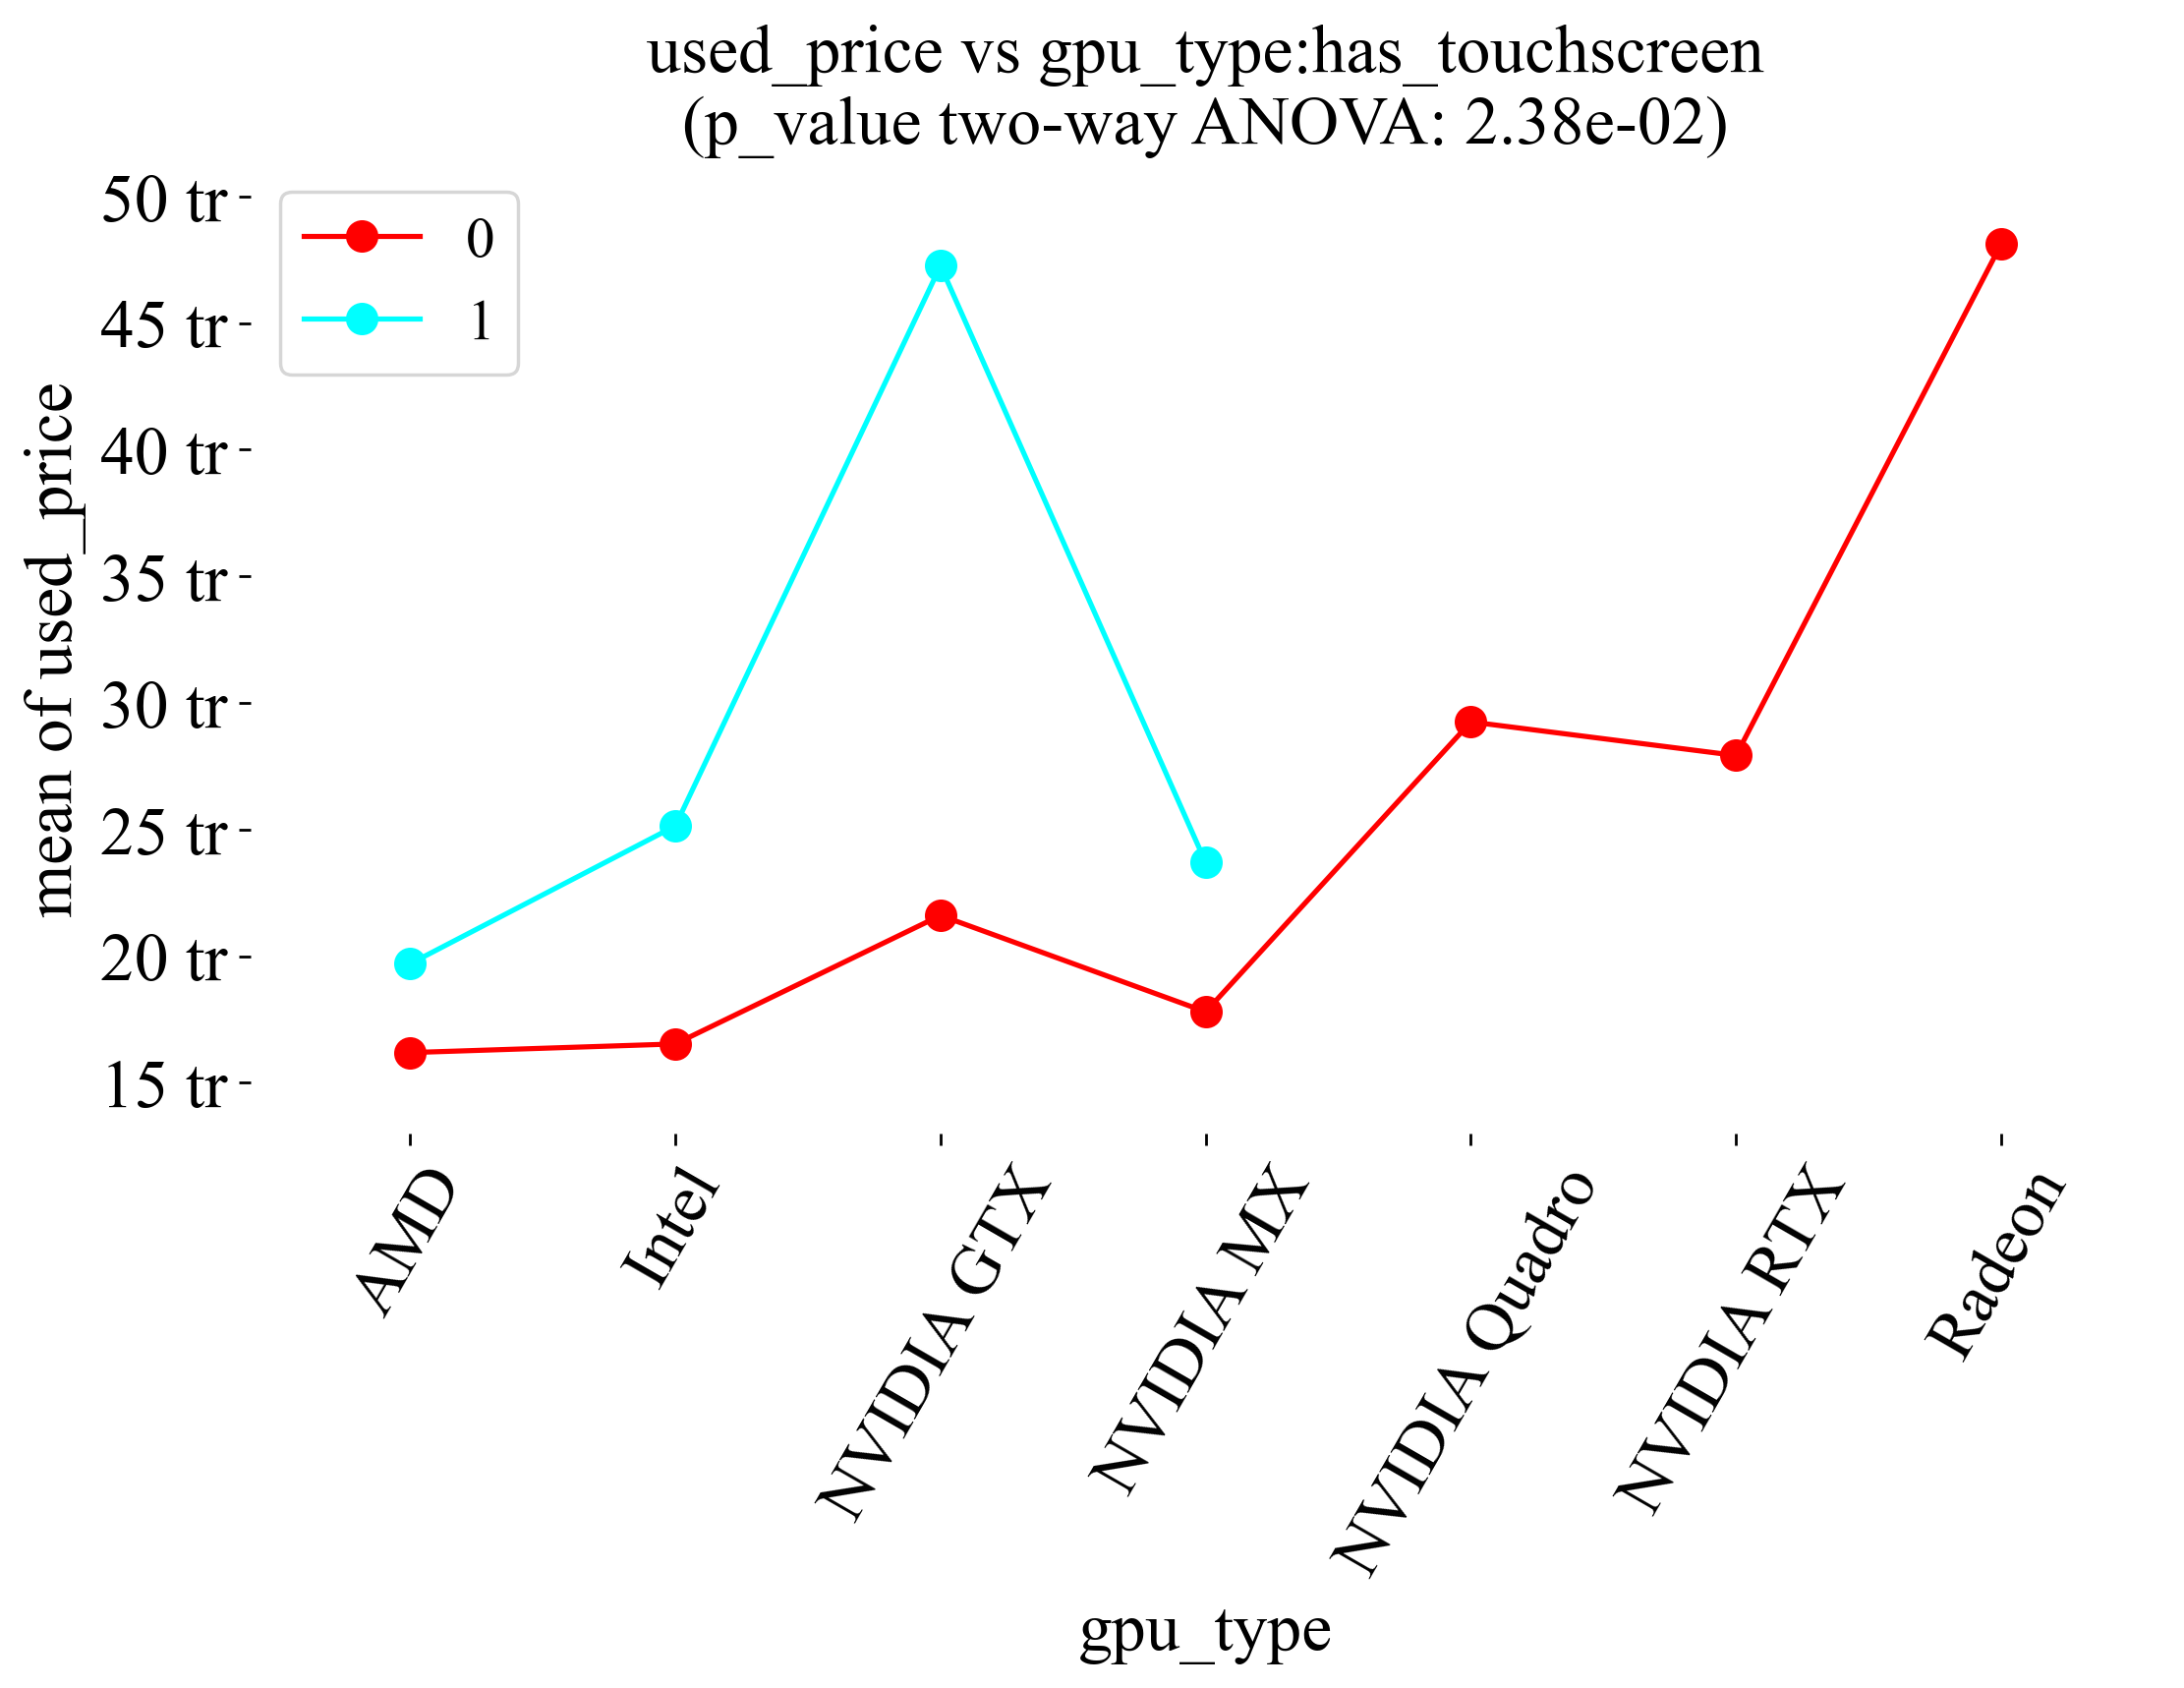 used_price vs gpu_type:has_touchscreen
(p_value two-way ANOVA: 2.38e-02)
0
1
50 tr
45 tr
40 tr
35 tr
30 tr
25 tr
20 tr
15 tr
mean of used_price
AMD
Intel
NVIDIA GTX
NVIDIA MX
NVIDIA Quadro
NVIDIA RTX
Radeon
gpu_type